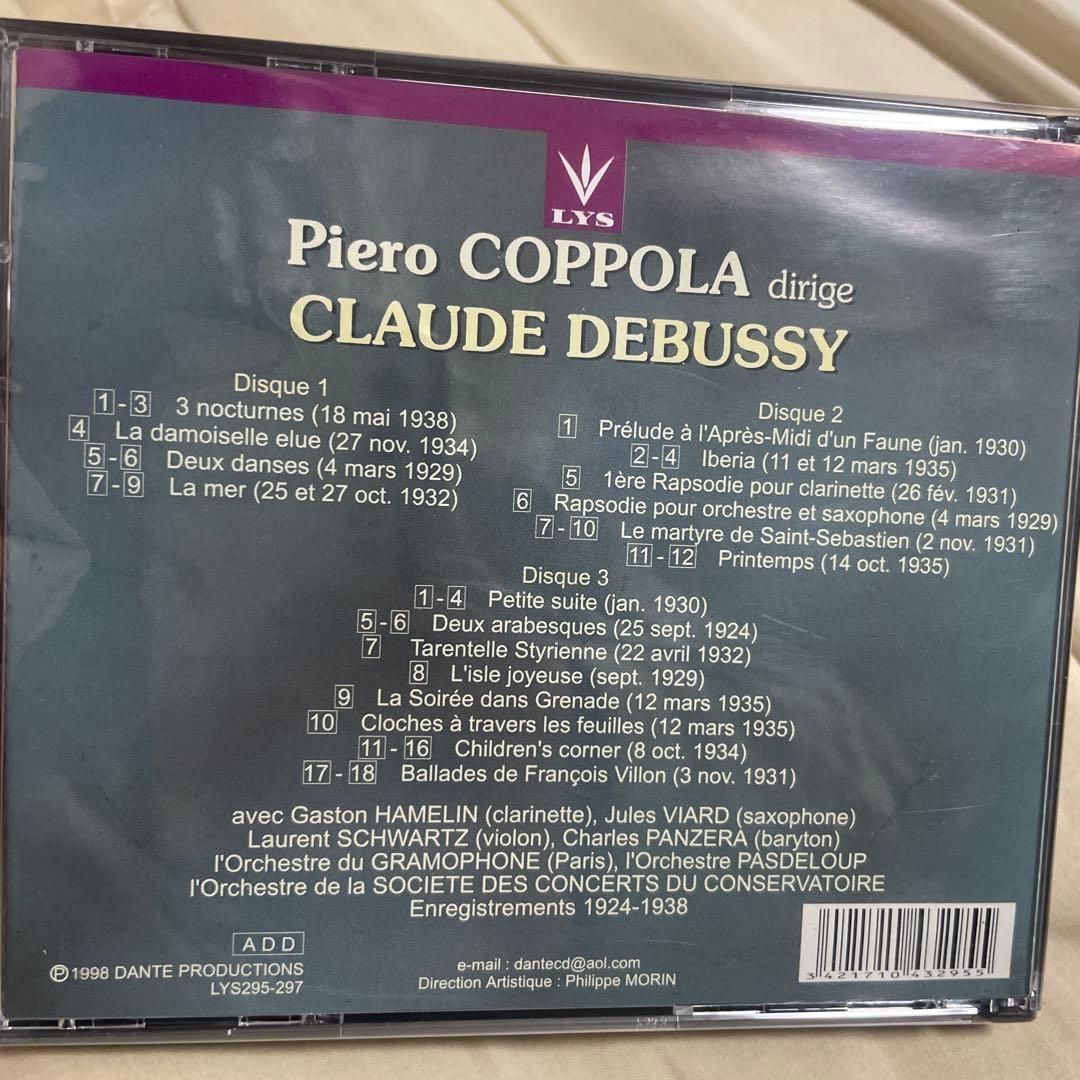 LYS
Piero COPPOLA dirige
CLAUDE DEBUSSY
Disque 1
1-3 3 nocturnes (18 mai 1938)
4 La damoiselle elue (27 nov. 1934)
5-6 Deux danses (4 mars 1929)
7-9 La mer (25 et 27 oct. 1932)
Disque 2
1 Prélude à l'Après-Midi d'un Faune (jan. 1930)
2-4 Iberia (11 et 12 mars 1935)
5 1ère Rapsodie pour clarinette (26 fév. 1931)
6 Rapsodie pour orchestre et saxophone (4 mars 1929)
7-10 Le martyre de Saint-Sebastien (2 nov. 1931)
11-12 Printemps (14 oct. 1935)
Disque 3
1-4 Petite suite (jan. 1930)
5-6 Deux arabesques (25 sept. 1924)
7 Tarentelle Styrienne (22 avril 1932)
8 L'isle joyeuse (sept. 1929)
9 La Soirée dans Grenade (12 mars 1935)
10 Cloches à travers les feuilles (12 mars 1935)
11-16 Children's corner (8 oct. 1934)
17-18 Ballades de François Villon (3 nov. 1931)
avec Gaston HAMELIN (clarinette), Jules VIARD (saxophone)
Laurent SCHWARTZ (violon), Charles PANZERA (baryton)
l'Orchestre du GRAMOPHONE (Paris), l'Orchestre PASDELOUP
l'Orchestre de la SOCIETE DES CONCERTS DU CONSERVATOIRE
Enregistrements 1924-1938
ADD
℗1998 DANTE PRODUCTIONS
LYS295-297
e-mail : dantecd@aol.com
Direction Artistique : Philippe MORIN
3 421710 432955